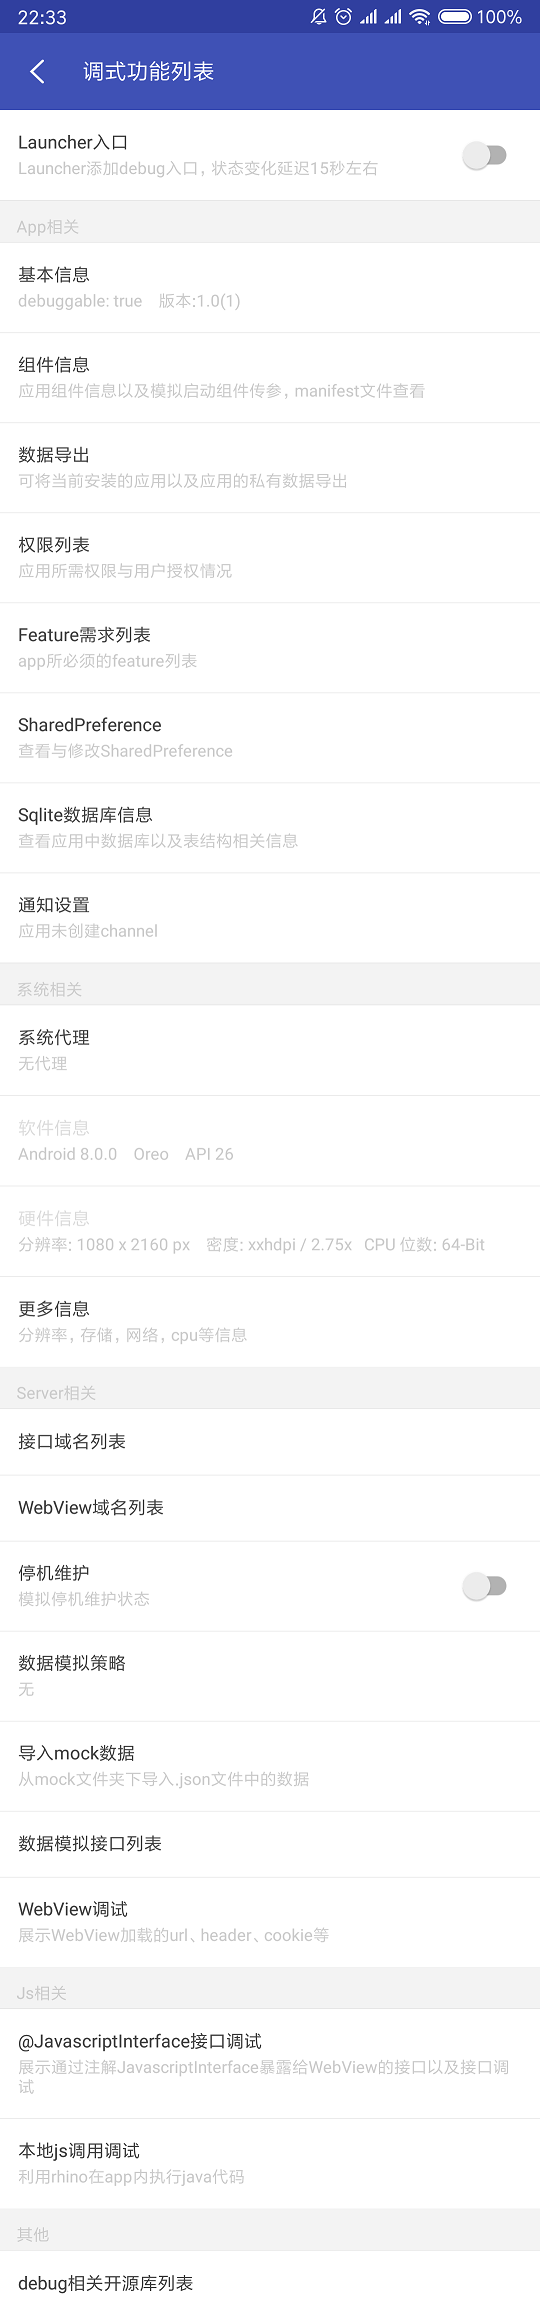 22:33
100%
调式功能列表
Launcher入口
Launcher添加debug入口, 状态变化延迟15秒左右
App相关
基本信息
debuggable: true 版本:1.0(1)
组件信息
应用组件信息以及模拟启动组件传参, manifest文件查看
数据导出
可将当前安装的应用以及应用的私有数据导出
权限列表
应用所需权限与用户授权情况
Feature需求列表
app所必须的feature列表
SharedPreference
查看与修改SharedPreference
Sqlite数据库信息
查看应用中数据库以及表结构相关信息
通知设置
应用未创建channel
系统相关
系统代理
无代理
软件信息
Android 8.0.0 Oreo API 26
硬件信息
分辨率: 1080 x 2160 px 密度: xxhdpi / 2.75x CPU 位数: 64-Bit
更多信息
分辨率, 存储, 网络, cpu等信息
Server相关
接口域名列表
WebView域名列表
停机维护
模拟停机维护状态
数据模拟策略
无
导入mock数据
从mock文件夹下导入.json文件中的数据
数据模拟接口列表
WebView调试
展示WebView加载的url、header、cookie等
Js相关
@JavascriptInterface接口调试
展示通过注解JavascriptInterface暴露给WebView的接口以及接口调
试
本地js调用调试
利用rhino在app内执行java代码
其他
debug相关开源库列表